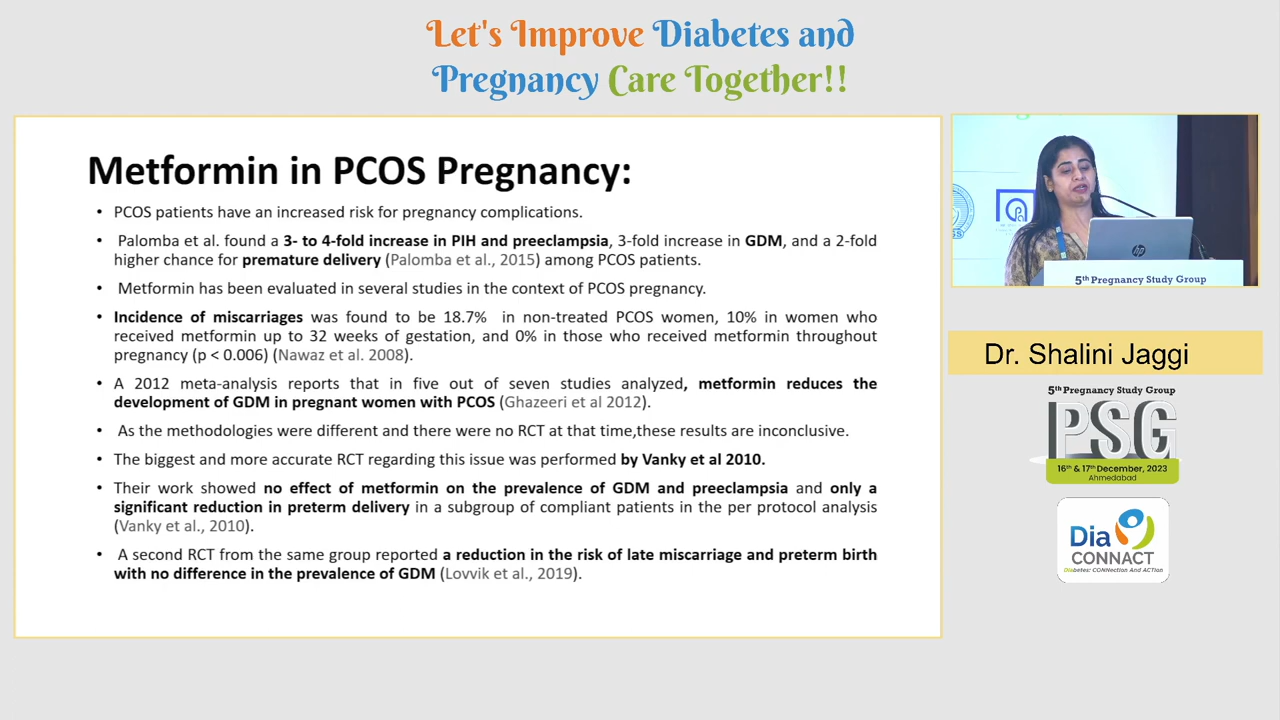 Let's Improve Diabetes and
Pregnancy Care Together!!
Metformin in PCOS Pregnancy:
• PCOS patients have an increased risk for pregnancy complications.
• Palomba et al. found a 3- to 4-fold increase in PIH and preeclampsia, 3-fold increase in GDM, and a 2-fold
higher chance for premature delivery (Palomba et al., 2015) among PCOS patients.
• Metformin has been evaluated in several studies in the context of PCOS pregnancy.
• Incidence of miscarriages was found to be 18.7% in non-treated PCOS women, 10% in women who
received metformin up to 32 weeks of gestation, and 0% in those who received metformin throughout
pregnancy (p < 0.006) (Nawaz et al. 2008).
• A 2012 meta-analysis reports that in five out of seven studies analyzed, metformin reduces the
development of GDM in pregnant women with PCOS (Ghazeeri et al 2012).
• As the methodologies were different and there were no RCT at that time,these results are inconclusive.
• The biggest and more accurate RCT regarding this issue was performed by Vanky et al 2010.
• Their work showed no effect of metformin on the prevalence of GDM and preeclampsia and only a
significant reduction in preterm delivery in a subgroup of compliant patients in the per protocol analysis
(Vanky et al., 2010).
• A second RCT from the same group reported a reduction in the risk of late miscarriage and preterm birth
with no difference in the prevalence of GDM (Lovvik et al., 2019).
hp
5th Pregnancy Study Group
Dr. Shalini Jaggi
5th Pregnancy Study Group
PSG
16th & 17th December, 2023
Ahmedabad
Dia
CONNACT
Diabetes: CONNection And ACTion